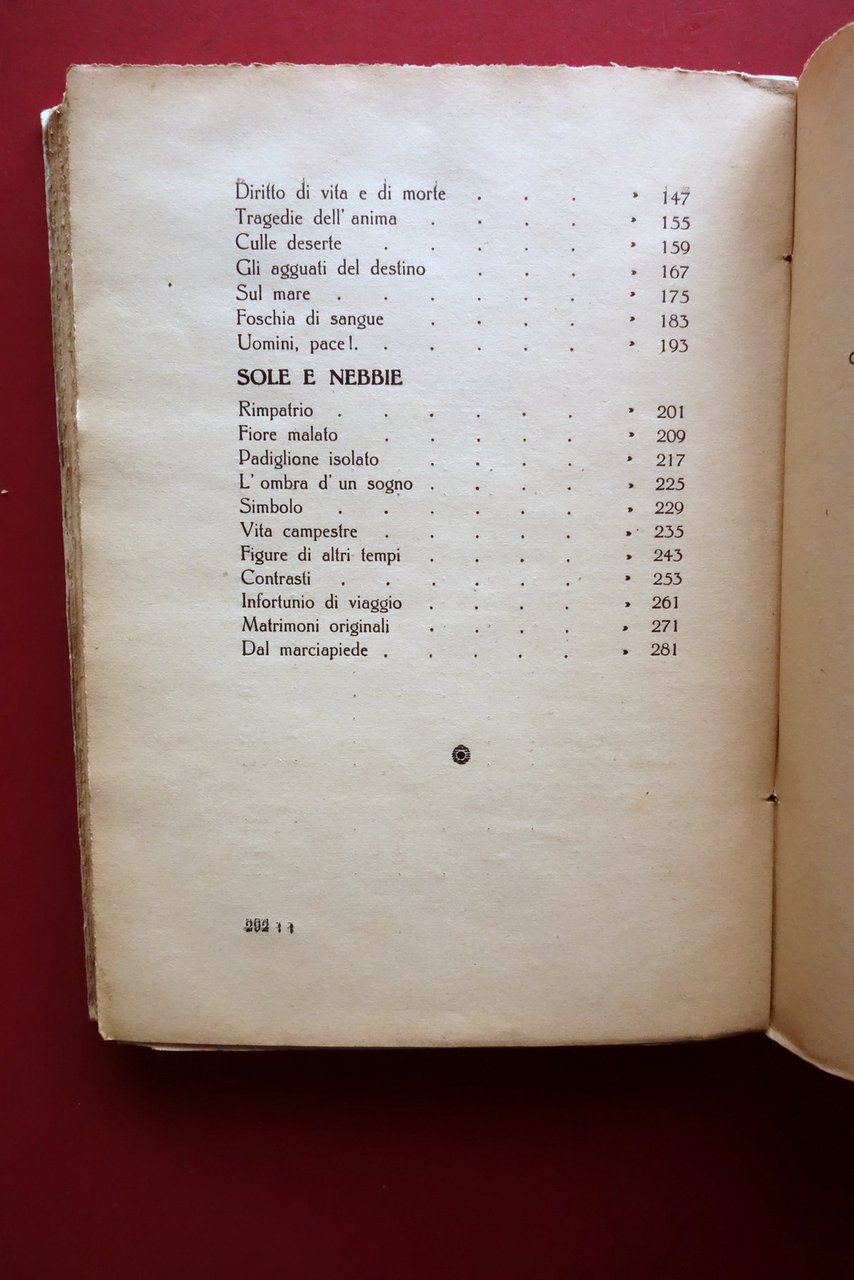 Diritto di vita e di morte . . . » 147
Tragedie dell' anima . . . . » 155
Culle deserte . . . . . » 159
Gli agguati del destino . . . » 167
Sul mare . . . . . . » 175
Foschia di sangue . . . . » 183
Uomini, pace!. . . . . . » 193
SOLE E NEBBIE
Rimpatrio . . . . . . » 201
Fiore malato . . . . . » 209
Padiglione isolato . . . . » 217
L' ombra d' un sogno . . . . » 225
Simbolo . . . . . . » 229
Vita campestre . . . . . » 235
Figure di altri tempi . . . . » 243
Contrasti . . . . . . » 253
Infortunio di viaggio . . . . » 261
Matrimoni originali . . . . » 271
Dal marciapiede . . . . . » 281
292